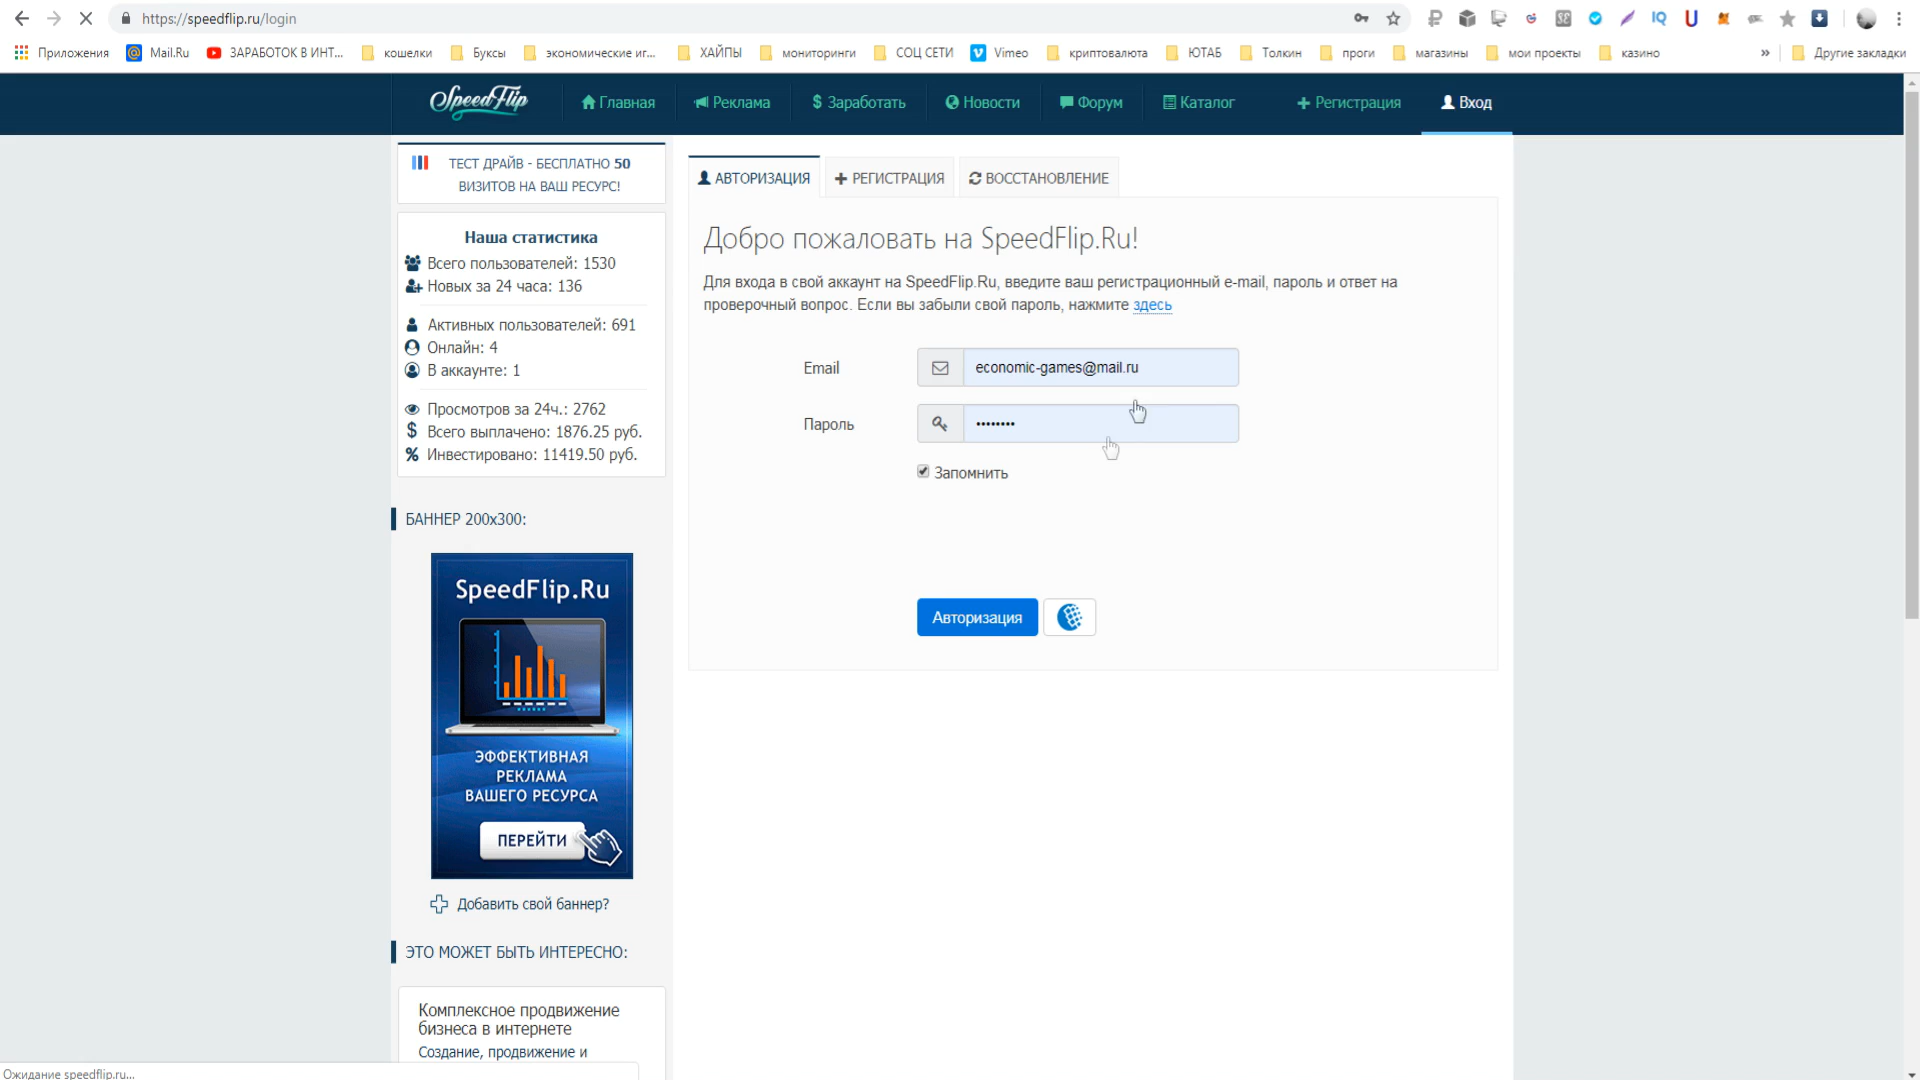 https://speedflip.ru/login
Приложения
Mail.Ru
ЗАРАБОТОК В ИНТ...
кошелки
Буксы
экономические иг...
ХАЙПЫ
мониторинги
СОЦ СЕТИ
Vimeo
криптовалюта
ЮТАБ
Толкин
проги
магазины
мои проекты
казино
»
Другие закладки
SpeedFlip
Главная
Реклама
Заработать
Новости
Форум
Каталог
Регистрация
Вход
ТЕСТ ДРАЙВ - БЕСПЛАТНО 50
ВИЗИТОВ НА ВАШ РЕСУРС!
Наша статистика
Всего пользователей: 1530
Новых за 24 часа: 136
Активных пользователей: 691
Онлайн: 4
В аккаунте: 1
Просмотров за 24ч.: 2762
Всего выплачено: 1876.25 руб.
Инвестировано: 11419.50 руб.
БАННЕР 200x300:
SpeedFlip.Ru
ЭФФЕКТИВНАЯ
РЕКЛАМА
ВАШЕГО РЕСУРСА
ПЕРЕЙТИ
Добавить свой баннер?
ЭТО МОЖЕТ БЫТЬ ИНТЕРЕСНО:
Комплексное продвижение
бизнеса в интернете
Создание, продвижение и
АВТОРИЗАЦИЯ
РЕГИСТРАЦИЯ
ВОССТАНОВЛЕНИЕ
Добро пожаловать на SpeedFlip.Ru!
Для входа в свой аккаунт на SpeedFlip.Ru, введите ваш регистрационный e-mail, пароль и ответ на
проверочный вопрос. Если вы забыли свой пароль, нажмите здесь
Email
economic-games@mail.ru
Пароль
••••••••
Запомнить
Авторизация
Ожидание speedflip.ru...